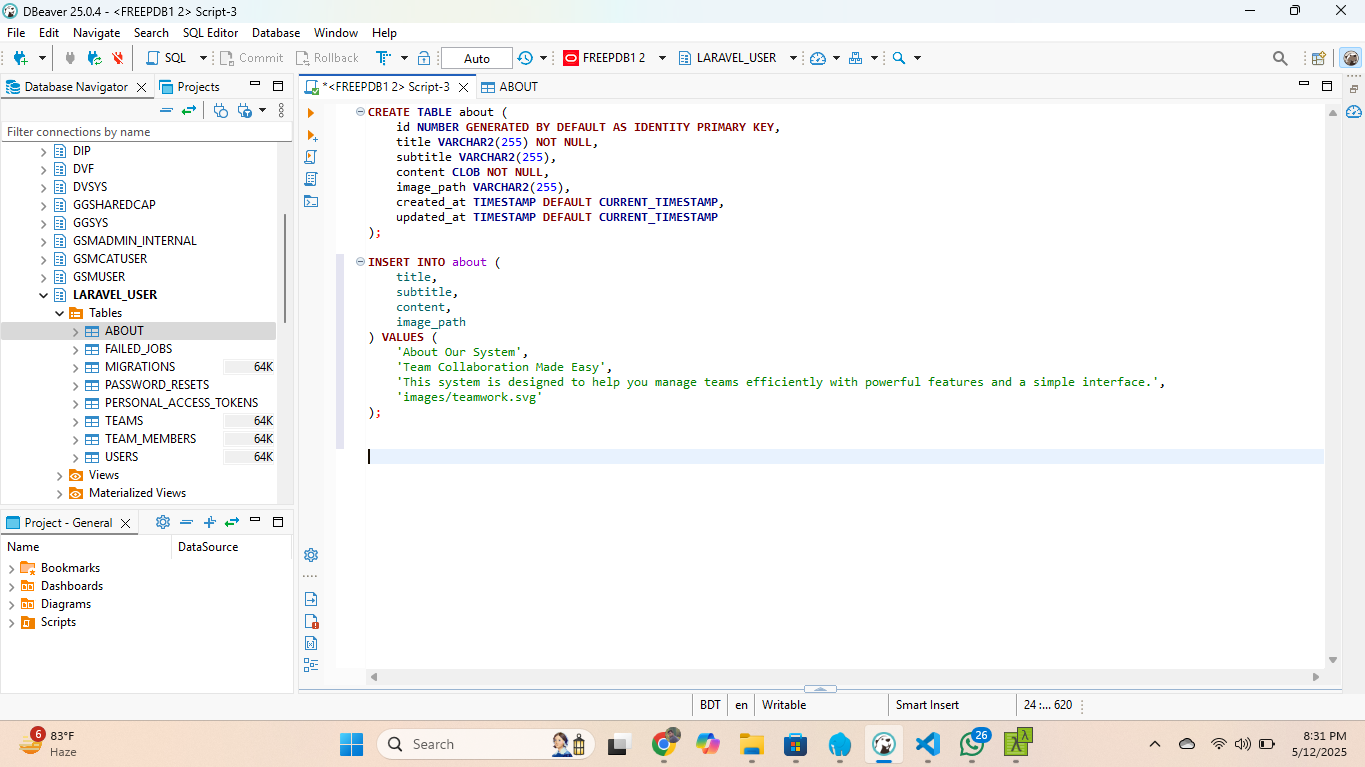 DBeaver 25.0.4 - <FREEPDB1 2> Script-3
File Edit Navigate Search SQL Editor Database Window Help
SQL Commit Rollback Auto FREEPDB1 2 LARAVEL_USER
Database Navigator Projects
*<FREEPDB1 2> Script-3 ABOUT
Filter connections by name
DIP
DVF
DVSYS
GGSHAREDCAP
GGSYS
GSMADMIN_INTERNAL
GSMCATUSER
GSMUSER
LARAVEL_USER
Tables
ABOUT
FAILED_JOBS
MIGRATIONS 64K
PASSWORD_RESETS
PERSONAL_ACCESS_TOKENS
TEAMS 64K
TEAM_MEMBERS 64K
USERS 64K
Views
Materialized Views
Project - General
Name DataSource
Bookmarks
Dashboards
Diagrams
Scripts
CREATE TABLE about (
id NUMBER GENERATED BY DEFAULT AS IDENTITY PRIMARY KEY,
title VARCHAR2(255) NOT NULL,
subtitle VARCHAR2(255),
content CLOB NOT NULL,
image_path VARCHAR2(255),
created_at TIMESTAMP DEFAULT CURRENT_TIMESTAMP,
updated_at TIMESTAMP DEFAULT CURRENT_TIMESTAMP
);
INSERT INTO about (
title,
subtitle,
content,
image_path
) VALUES (
'About Our System',
'Team Collaboration Made Easy',
'This system is designed to help you manage teams efficiently with powerful features and a simple interface.',
'images/teamwork.svg'
);
BDT en Writable Smart Insert 24 :... 620
6
83°F
Haze
Search
26
8:31 PM
5/12/2025